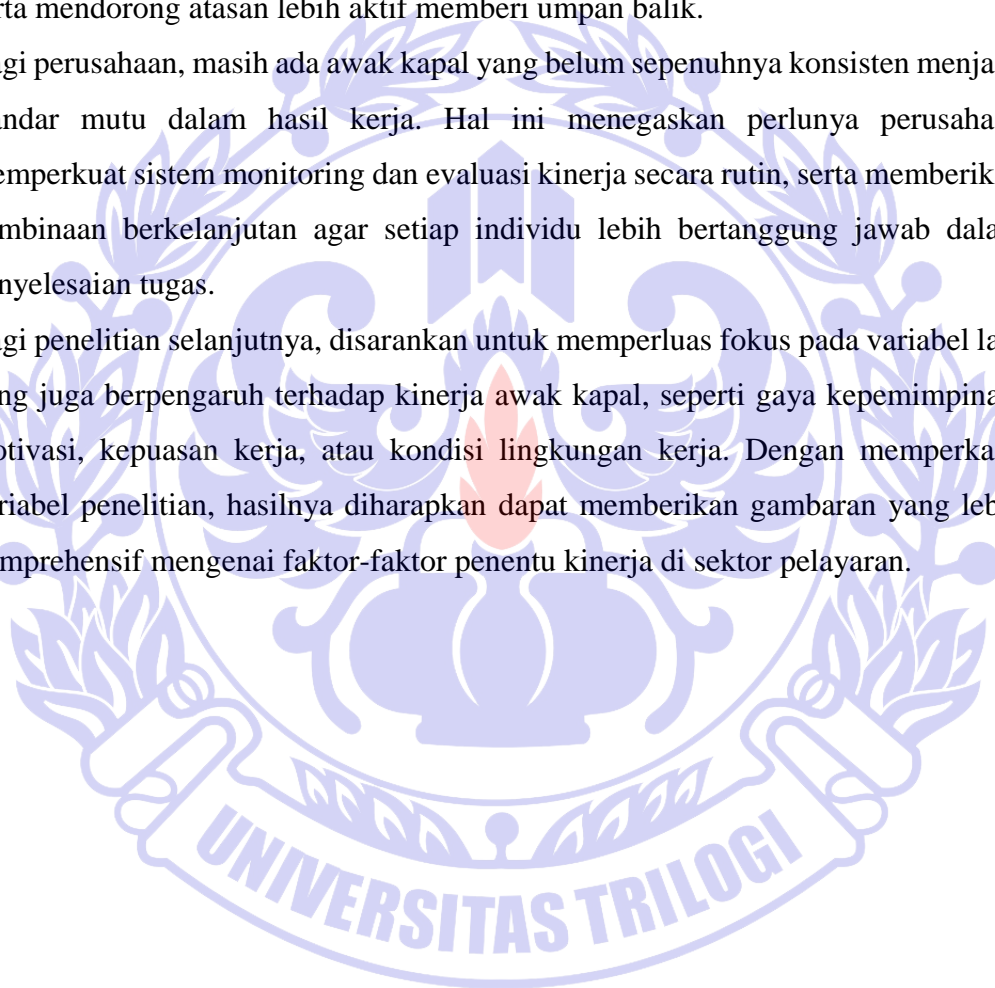 rta mendorong atasan lebih aktif memberi umpan balik.
agi perusahaan, masih ada awak kapal yang belum sepenuhnya konsisten menja
andar mutu dalam hasil kerja. Hal ini menegaskan perlunya perusaha
emperkuat sistem monitoring dan evaluasi kinerja secara rutin, serta memberik
mbinaan berkelanjutan agar setiap individu lebih bertanggung jawab dala
nyelesaian tugas.
agi penelitian selanjutnya, disarankan untuk memperluas fokus pada variabel la
ng juga berpengaruh terhadap kinerja awak kapal, seperti gaya kepemimpina
otivasi, kepuasan kerja, atau kondisi lingkungan kerja. Dengan memperka
riabel penelitian, hasilnya diharapkan dapat memberikan gambaran yang leb
mprehensif mengenai faktor-faktor penentu kinerja di sektor pelayaran.
UNIVERSITAS TRILOGI